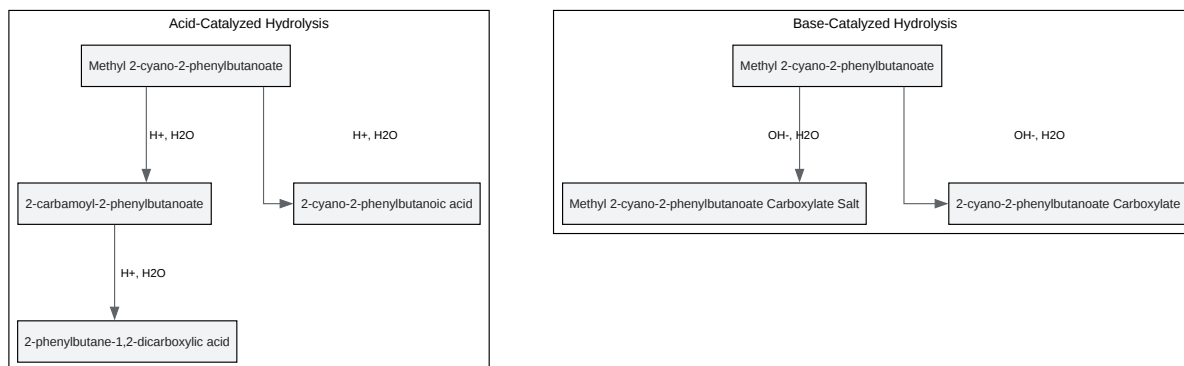 Acid-Catalyzed Hydrolysis
Methyl 2-cyano-2-phenylbutanoate
H+, H2O
H+, H2O
2-carbamoyl-2-phenylbutanoate
2-cyano-2-phenylbutanoic acid
H+, H2O
2-phenylbutane-1,2-dicarboxylic acid
Base-Catalyzed Hydrolysis
Methyl 2-cyano-2-phenylbutanoate
OH-, H2O
OH-, H2O
Methyl 2-cyano-2-phenylbutanoate Carboxylate Salt
2-cyano-2-phenylbutanoate Carboxylate